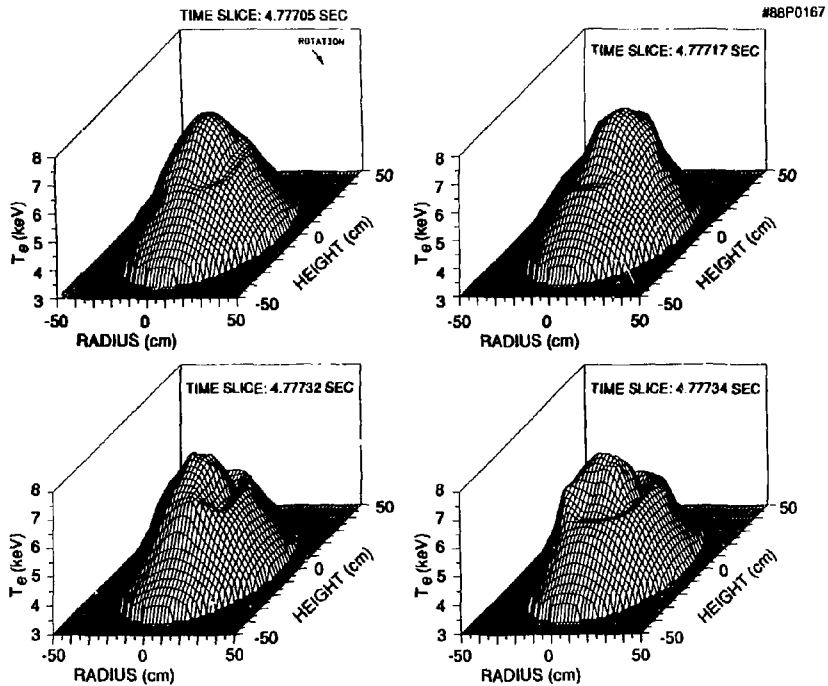 #88P0167
TIME SLICE: 4.77705 SEC
ROTATION
8
7
6
5
4
3
Te (keV)
-50
0
50
RADIUS (cm)
-50
0
50
HEIGHT (cm)
TIME SLICE: 4.77717 SEC
8
7
6
5
4
3
Te (keV)
-50
0
50
RADIUS (cm)
-50
0
50
HEIGHT (cm)
TIME SLICE: 4.77732 SEC
8
7
6
5
4
3
Te (keV)
-50
0
50
RADIUS (cm)
-50
0
50
HEIGHT (cm)
TIME SLICE: 4.77734 SEC
8
7
6
5
4
3
Te (keV)
-50
0
50
RADIUS (cm)
-50
0
50
HEIGHT (cm)